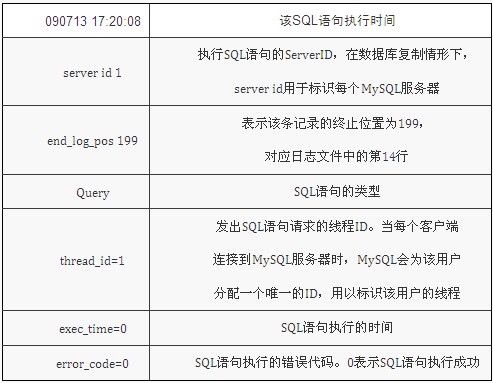 090713 17:20:08 该SQL语句执行时间
server id 1 执行SQL语句的ServerID，在数据库复制情形下，
server id用于标识每个MySQL服务器
end_log_pos 199 表示该条记录的终止位置为199，
对应日志文件中的第14行
Query SQL语句的类型
thread_id=1 发出SQL语句请求的线程ID。当每个客户端
连接到MySQL服务器时，MySQL会为该用户
分配一个唯一的ID，用以标识该用户的线程
exec_time=0 SQL语句执行的时间
error_code=0 SQL语句执行的错误代码。0表示SQL语句执行成功